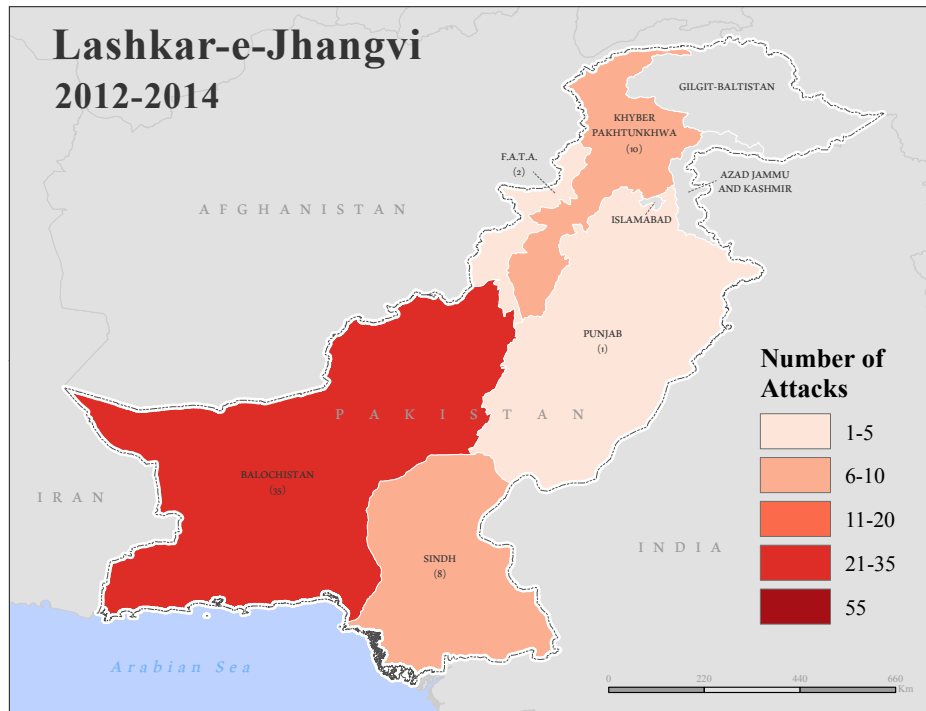 Lashkar-e-Jhangvi
2012-2014
GILGIT-BALTISTAN
KHYBER
PAKHTUNKHWA
(10)
F.A.T.A.
(2)
AZAD JAMMU
AND KASHMIR
AFGHANISTAN
ISLAMABAD
PUNJAB
(1)
PAKISTAN
BALOCHISTAN
(35)
IRAN
SINDH
(8)
INDIA
Arabian Sea
Number of
Attacks
1-5
6-10
11-20
21-35
55
0 220 440 660
Km